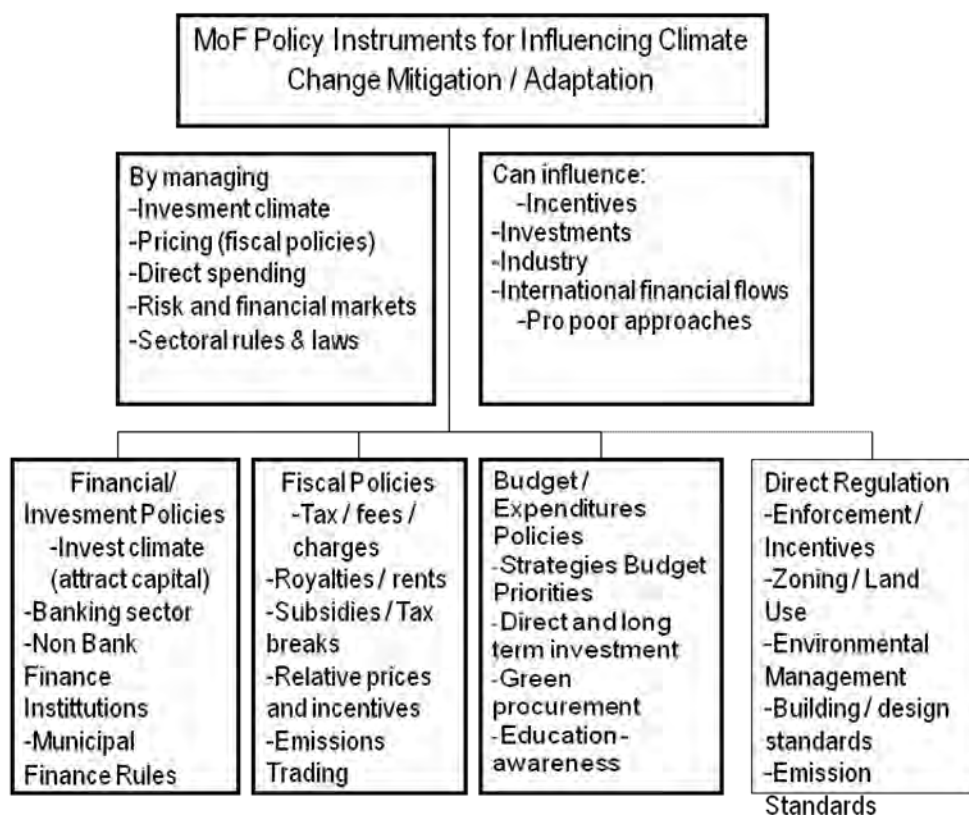 MoF Policy Instruments for Influencing Climate
Change Mitigation / Adaptation
By managing
-Invesment climate
-Pricing (fiscal policies)
-Direct spending
-Risk and financial markets
-Sectoral rules & laws
Can influence:
-Incentives
-Investments
-Industry
-International financial flows
-Pro poor approaches
Financial/
Invesment Policies
-Invest climate
(attract capital)
-Banking sector
-Non Bank
Finance
Instittutions
-Municipal
Finance Rules
Fiscal Policies
-Tax / fees /
charges
-Royalties / rents
-Subsidies / Tax
breaks
-Relative prices
and incentives
-Emissions
Trading
Budget /
Expenditures
Policies
-Strategies Budget
Priorities
-Direct and long
term investment
-Green
procurement
-Education-
awareness
Direct Regulation
-Enforcement /
Incentives
-Zoning / Land
Use
-Environmental
Management
-Building / design
standards
-Emission
Standards